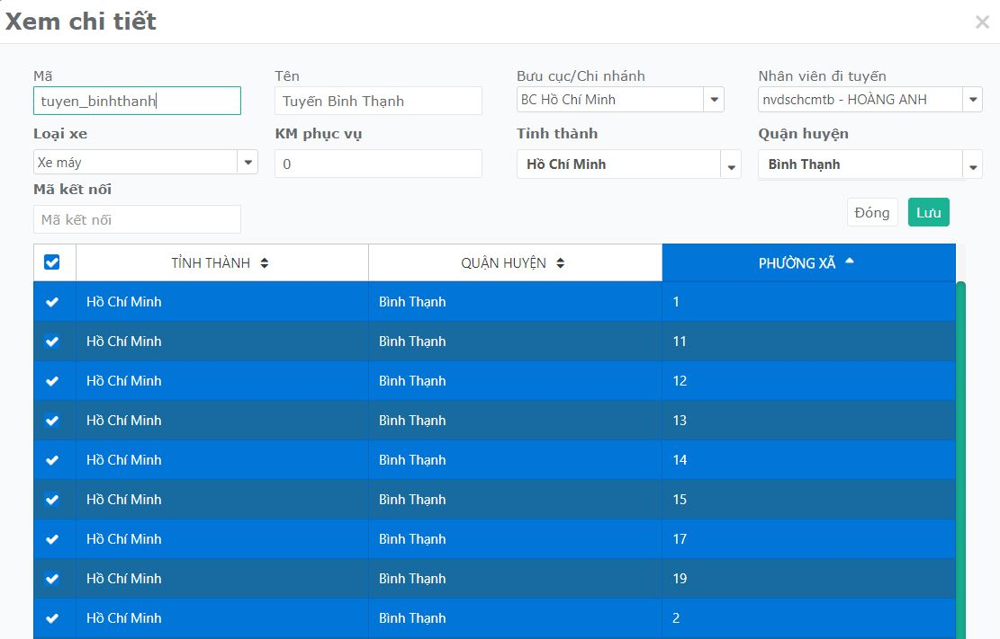 Xem chi tiết
×
Mã Tên Bưu cục/Chi nhánh Nhân viên đi tuyến
tuyen_binhthanh Tuyến Bình Thạnh BC Hồ Chí Minh nvdschcmtb - HOÀNG ANH
Loại xe KM phục vụ Tỉnh thành Quận huyện
Xe máy 0 Hồ Chí Minh Bình Thạnh
Mã kết nối
Mã kết nối Đóng Lưu
TỈNH THÀNH QUẬN HUYỆN PHƯỜNG XÃ
Hồ Chí Minh Bình Thạnh 1
Hồ Chí Minh Bình Thạnh 11
Hồ Chí Minh Bình Thạnh 12
Hồ Chí Minh Bình Thạnh 13
Hồ Chí Minh Bình Thạnh 14
Hồ Chí Minh Bình Thạnh 15
Hồ Chí Minh Bình Thạnh 17
Hồ Chí Minh Bình Thạnh 19
Hồ Chí Minh Bình Thạnh 2